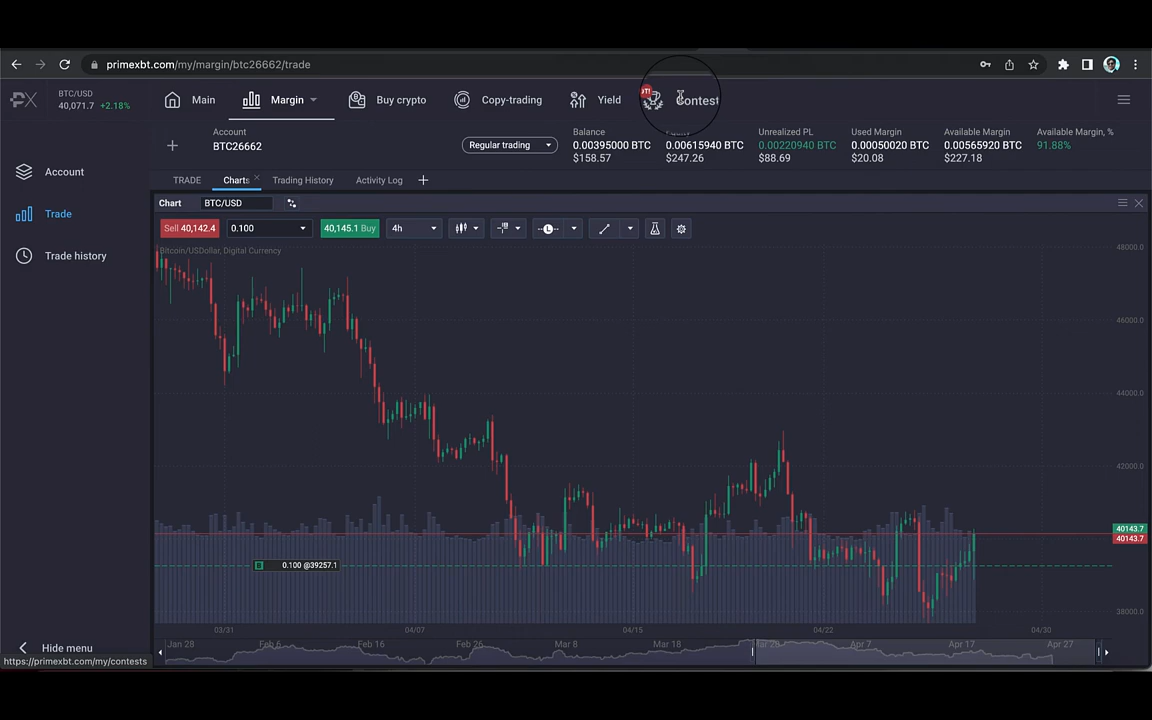 primexbt.com/my/margin/btc26662/trade
BTC/USD
40,071.7 +2.18%
Main
Margin
Buy crypto
Copy-trading
Yield
Contest
Account
BTC26662
Regular trading
Balance
0.00395000 BTC
$158.57
0.00615940 BTC
$247.26
Unrealized PL
0.00220940 BTC
$88.69
Used Margin
0.00050020 BTC
$20.08
Available Margin
0.00565920 BTC
$227.18
Available Margin, %
91.88%
Account
Trade
Trade history
TRADE
Charts
Trading History
Activity Log
Chart
BTC/USD
Sell 40,142.4
0.100
40,145.1 Buy
4h
Bitcoin/USDollar, Digital Currency
48000.0
46000.0
44000.0
42000.0
40143.7
40143.7
0.100 @39257.1
38000.0
03/31
04/07
04/15
04/22
04/30
Jan 28
Feb 6
Feb 16
Feb 26
Mar 8
Mar 18
Mar 28
Apr 7
Apr 17
Apr 27
Hide menu
https://primexbt.com/my/contests